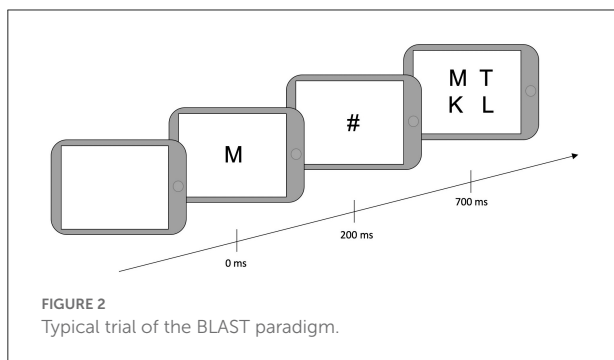 M T
K L
#
M
0 ms
200 ms
700 ms
FIGURE 2
Typical trial of the BLAST paradigm.